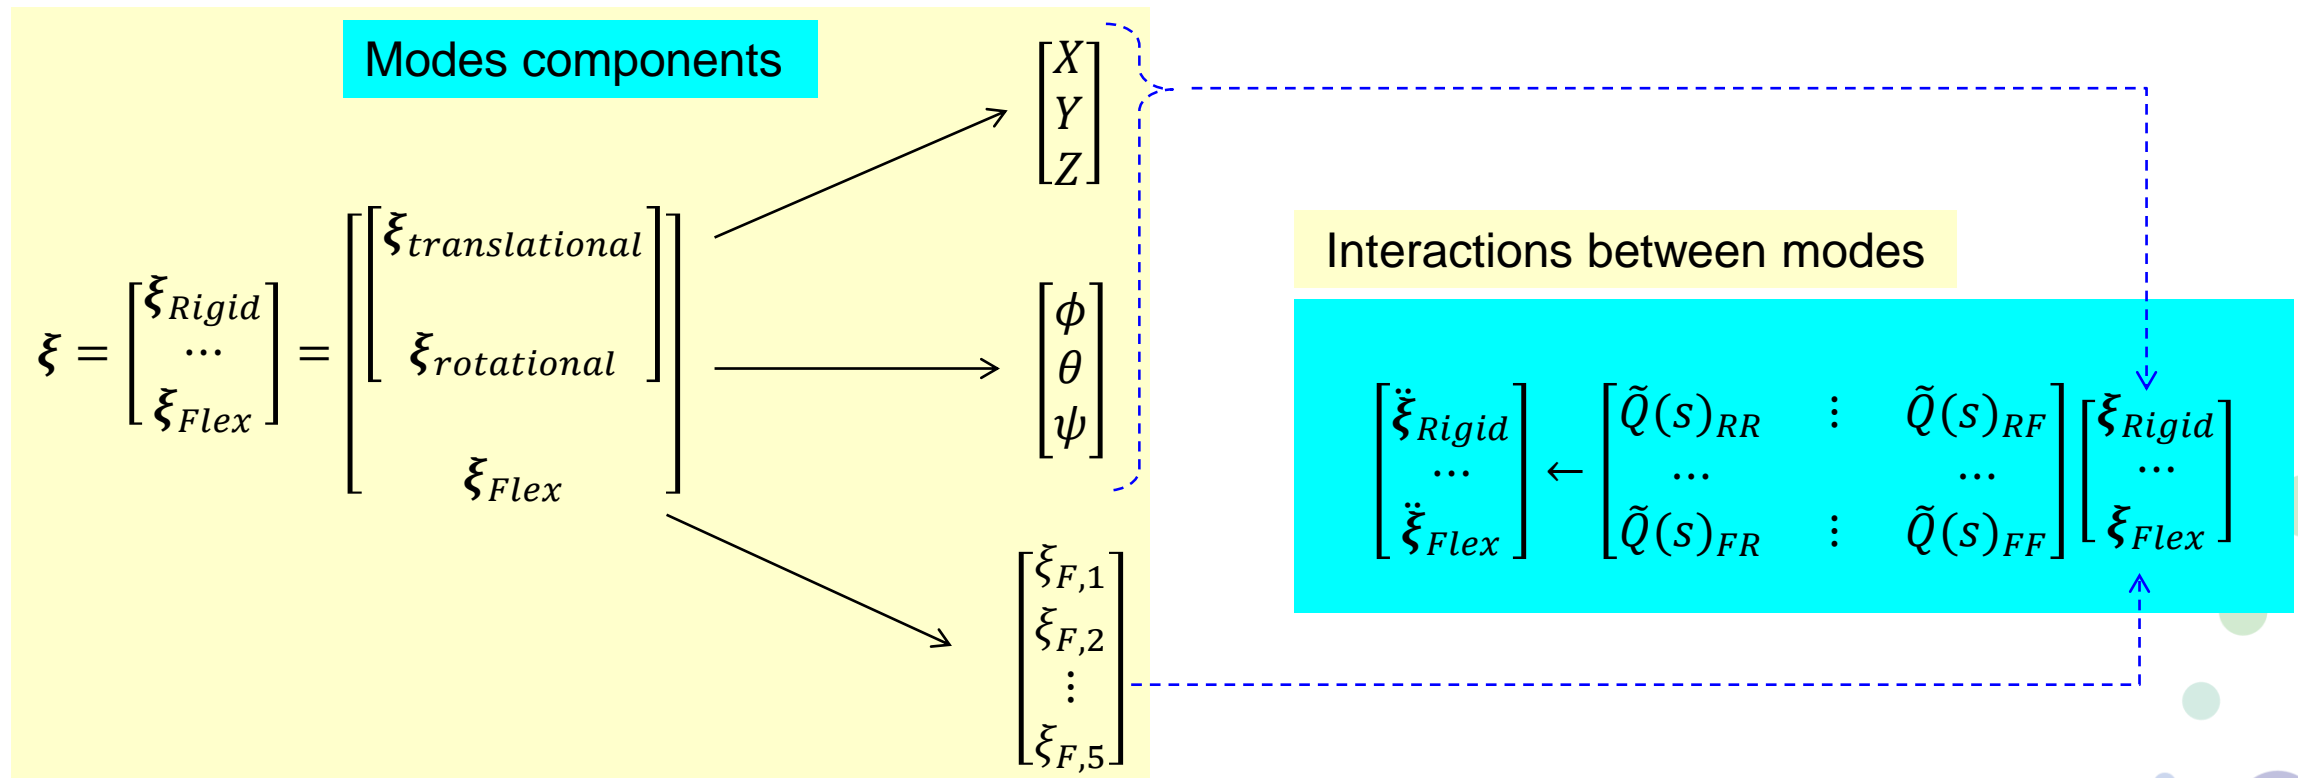 Modes components
[X Y Z]
ξ = [ξ_Rigid ⋯ ξ_Flex] = [[ξ_translational ξ_rotational] ξ_Flex]
[ϕ θ ψ]
[ξ_F,1 ξ_F,2 ⋮ ξ_F,5]
Interactions between modes
[ξ̈_Rigid ⋯ ξ̈_Flex] ← [Q̃(s)_RR ⋮ Q̃(s)_RF ⋯ ⋯ Q̃(s)_FR ⋮ Q̃(s)_FF] [ξ_Rigid ⋯ ξ_Flex]